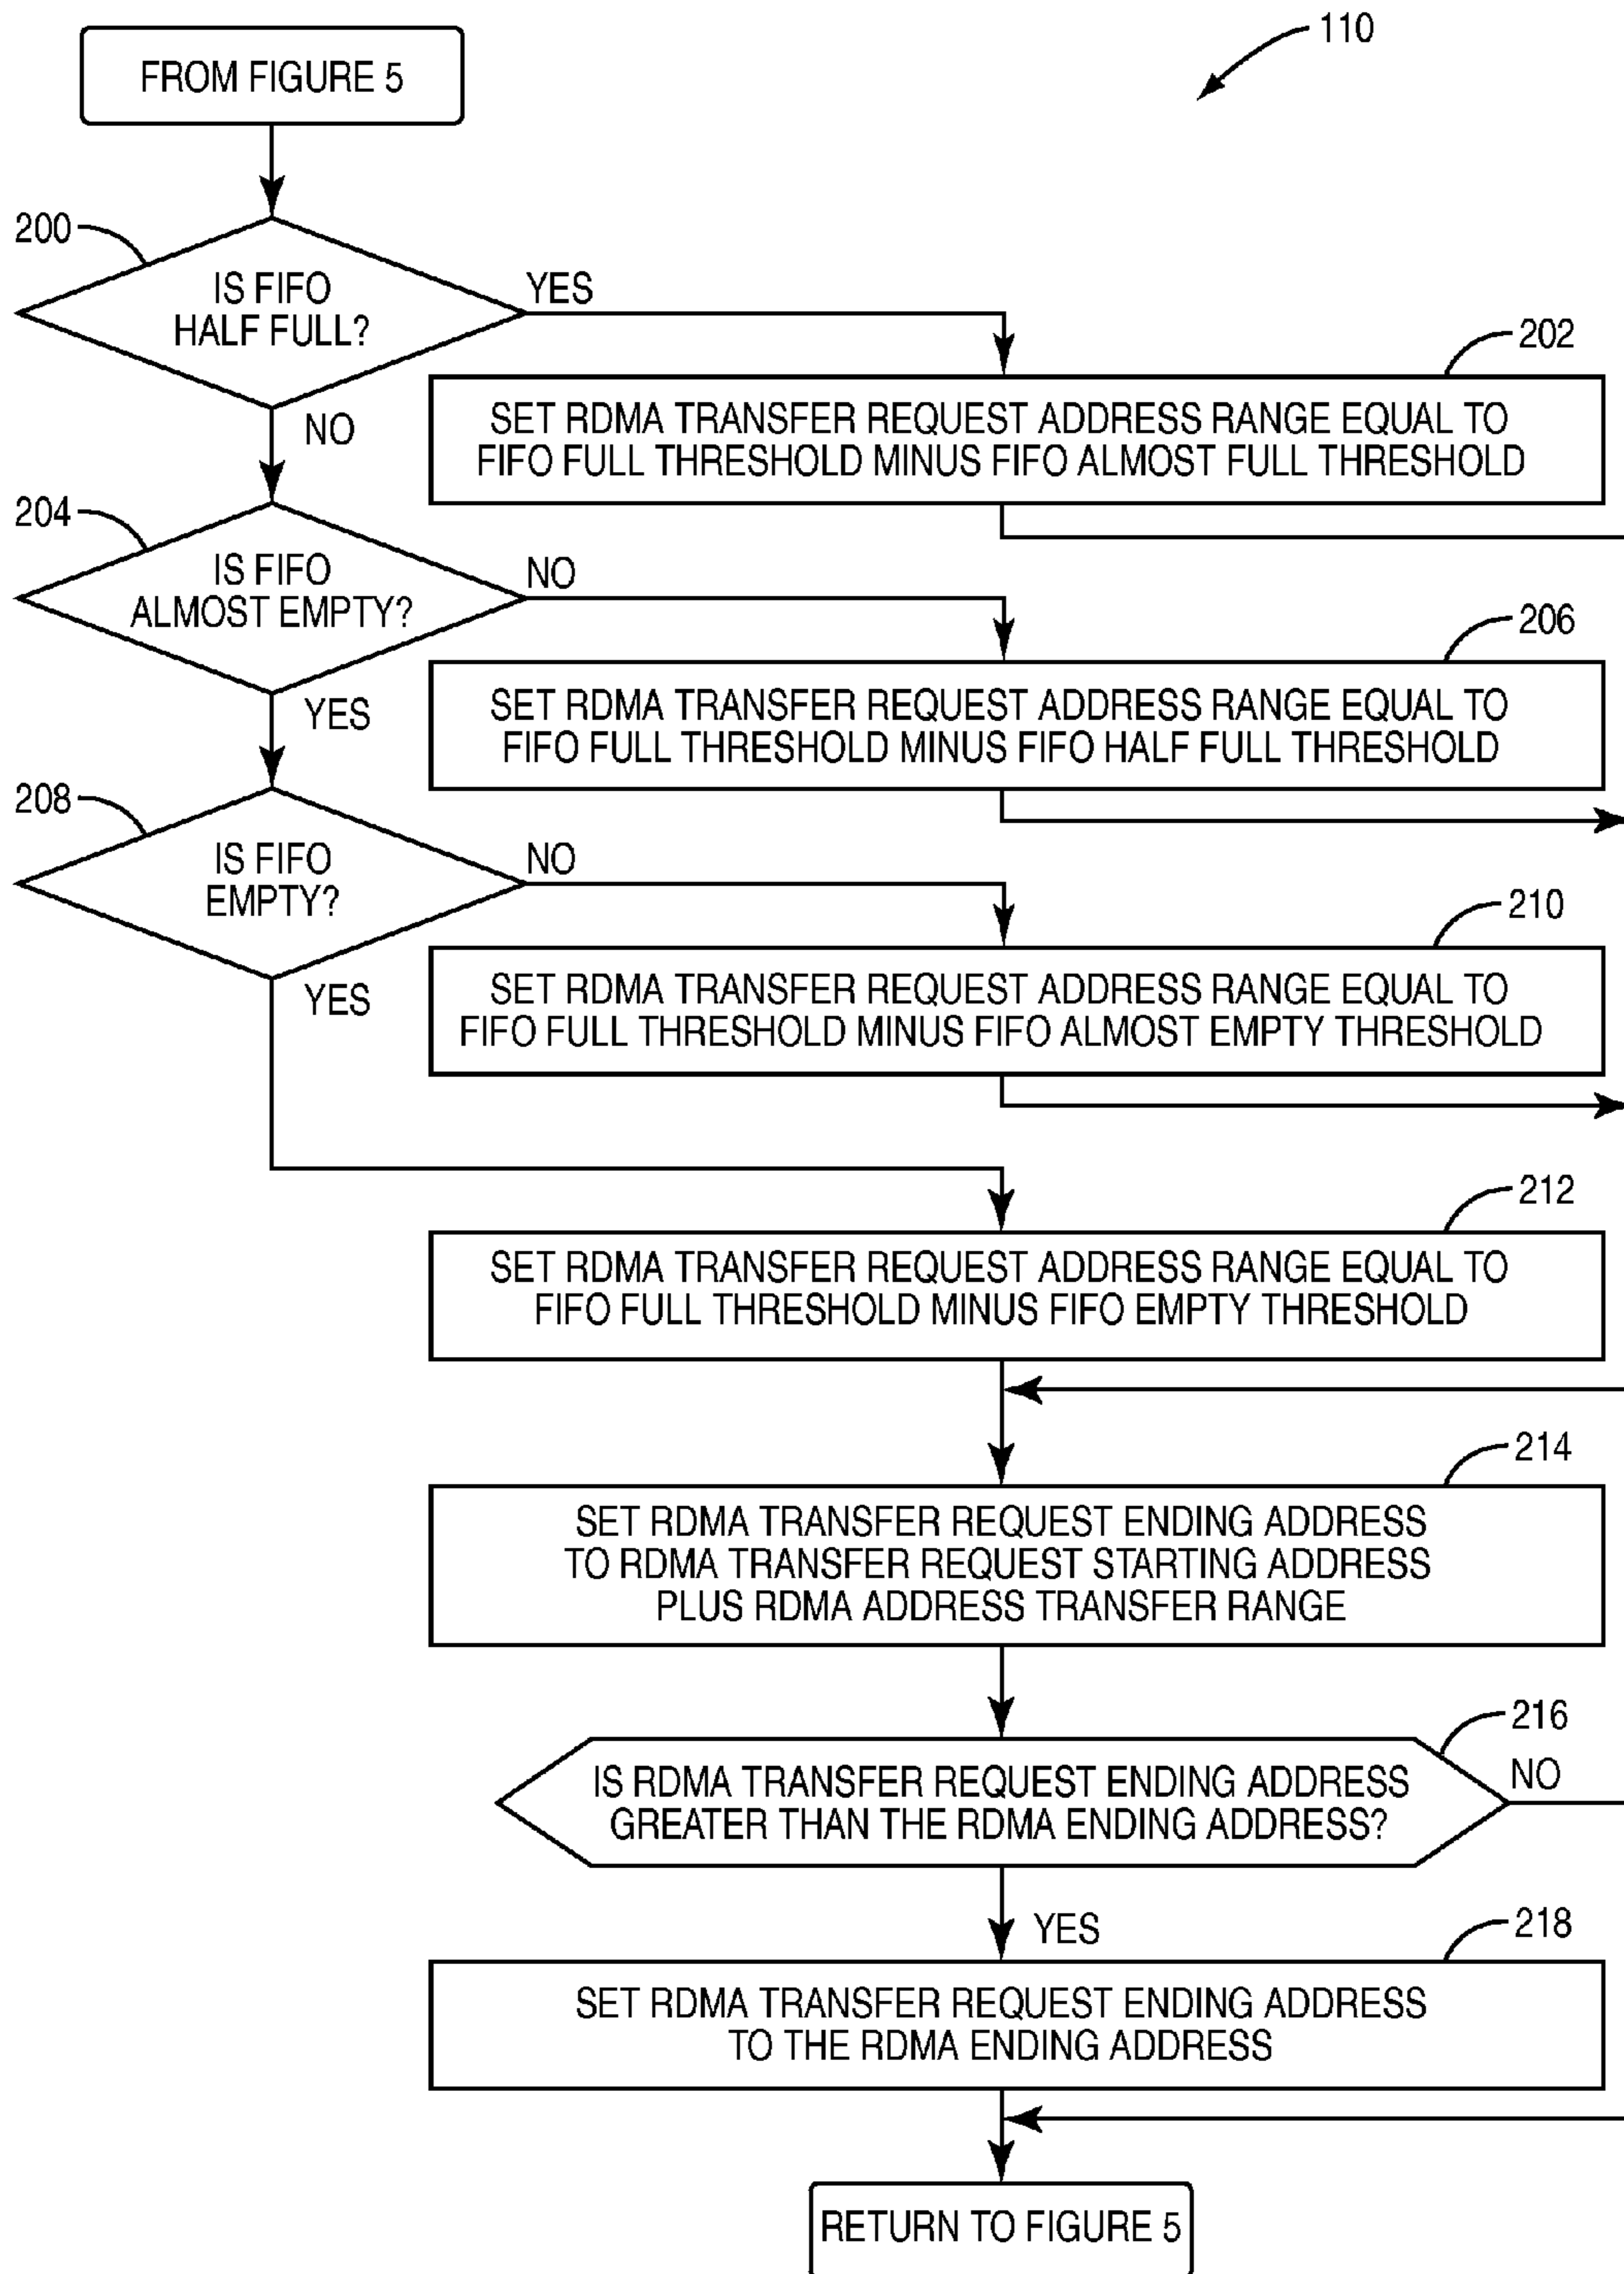 110
FROM FIGURE 5
200
IS FIFO
HALF FULL?
YES
NO
202
SET RDMA TRANSFER REQUEST ADDRESS RANGE EQUAL TO
FIFO FULL THRESHOLD MINUS FIFO ALMOST FULL THRESHOLD
204
IS FIFO
ALMOST EMPTY?
NO
YES
206
SET RDMA TRANSFER REQUEST ADDRESS RANGE EQUAL TO
FIFO FULL THRESHOLD MINUS FIFO HALF FULL THRESHOLD
208
IS FIFO
EMPTY?
NO
YES
210
SET RDMA TRANSFER REQUEST ADDRESS RANGE EQUAL TO
FIFO FULL THRESHOLD MINUS FIFO ALMOST EMPTY THRESHOLD
212
SET RDMA TRANSFER REQUEST ADDRESS RANGE EQUAL TO
FIFO FULL THRESHOLD MINUS FIFO EMPTY THRESHOLD
214
SET RDMA TRANSFER REQUEST ENDING ADDRESS
TO RDMA TRANSFER REQUEST STARTING ADDRESS
PLUS RDMA ADDRESS TRANSFER RANGE
216
IS RDMA TRANSFER REQUEST ENDING ADDRESS
GREATER THAN THE RDMA ENDING ADDRESS?
NO
YES
218
SET RDMA TRANSFER REQUEST ENDING ADDRESS
TO THE RDMA ENDING ADDRESS
RETURN TO FIGURE 5